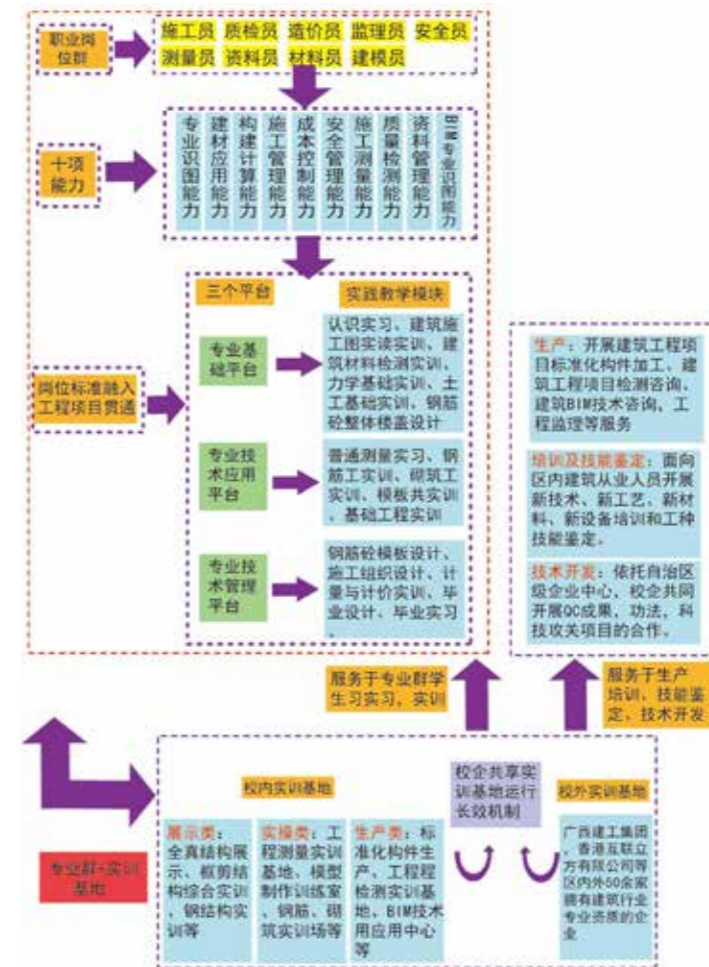 职业岗
位群
施工员 质检员 造价员 监理员 安全员
测量员 资料员 材料员 建模员
十项
能力
专业识图能力
建材应用能力
构建计算能力
施工管理能力
成本控制能力
安全管理能力
施工测量能力
质量检测能力
资料管理能力
BIM专业识图能力
岗位标准融入
工程项目贯通
三个平台
实践教学模块
专业基
础平台
认识实习、建筑施
工图实读实训、建
筑材料检测实训、
力学基础实训、土
工基础实训、钢筋
砼整体楼盖设计
专业技
术应用
平台
普通测量实习、钢
筋工实训、砌筑工
实训、模板共实训
、基础工程实训
专业技
术管理
平台
钢筋砼模板设计、
施工组织设计、计
量与计价实训、毕
业设计、毕业实习
、
生产：开展建筑工程项目
标准化构件加工、建
筑工程项目检测咨询、
建筑BIM技术咨询，工
程监理等服务
培训及技能鉴定：面向
区内建筑从业人员开展
新技术、新工艺、新材
料、新设备培训和工种
技能鉴定。
技术开发：依托自治区
级企业中心，校企共同
开展QC成果，功法，科
技攻关项目的合作。
服务于专业群学
生习实习，实训
服务于生产
培训、技能鉴
定、技术开发
专业群+实训
基地
校内实训基地
展示类：
全真结构展
示、框剪结
构综合实训
、钢结构实
训等
实操类：工
程测量实训
基地、模型
制作训练室
、钢筋、砌
筑实训场等
生产类：标
准化构件生
产、工程程
检测实训基
地、BIM技术
用应用中心
等
校企共享实
训基地运行
长效机制
校外实训基地
广西建工集团
、香港互联立
方有限公司等
区内外50余家
拥有建筑行业
专业资质的企
业